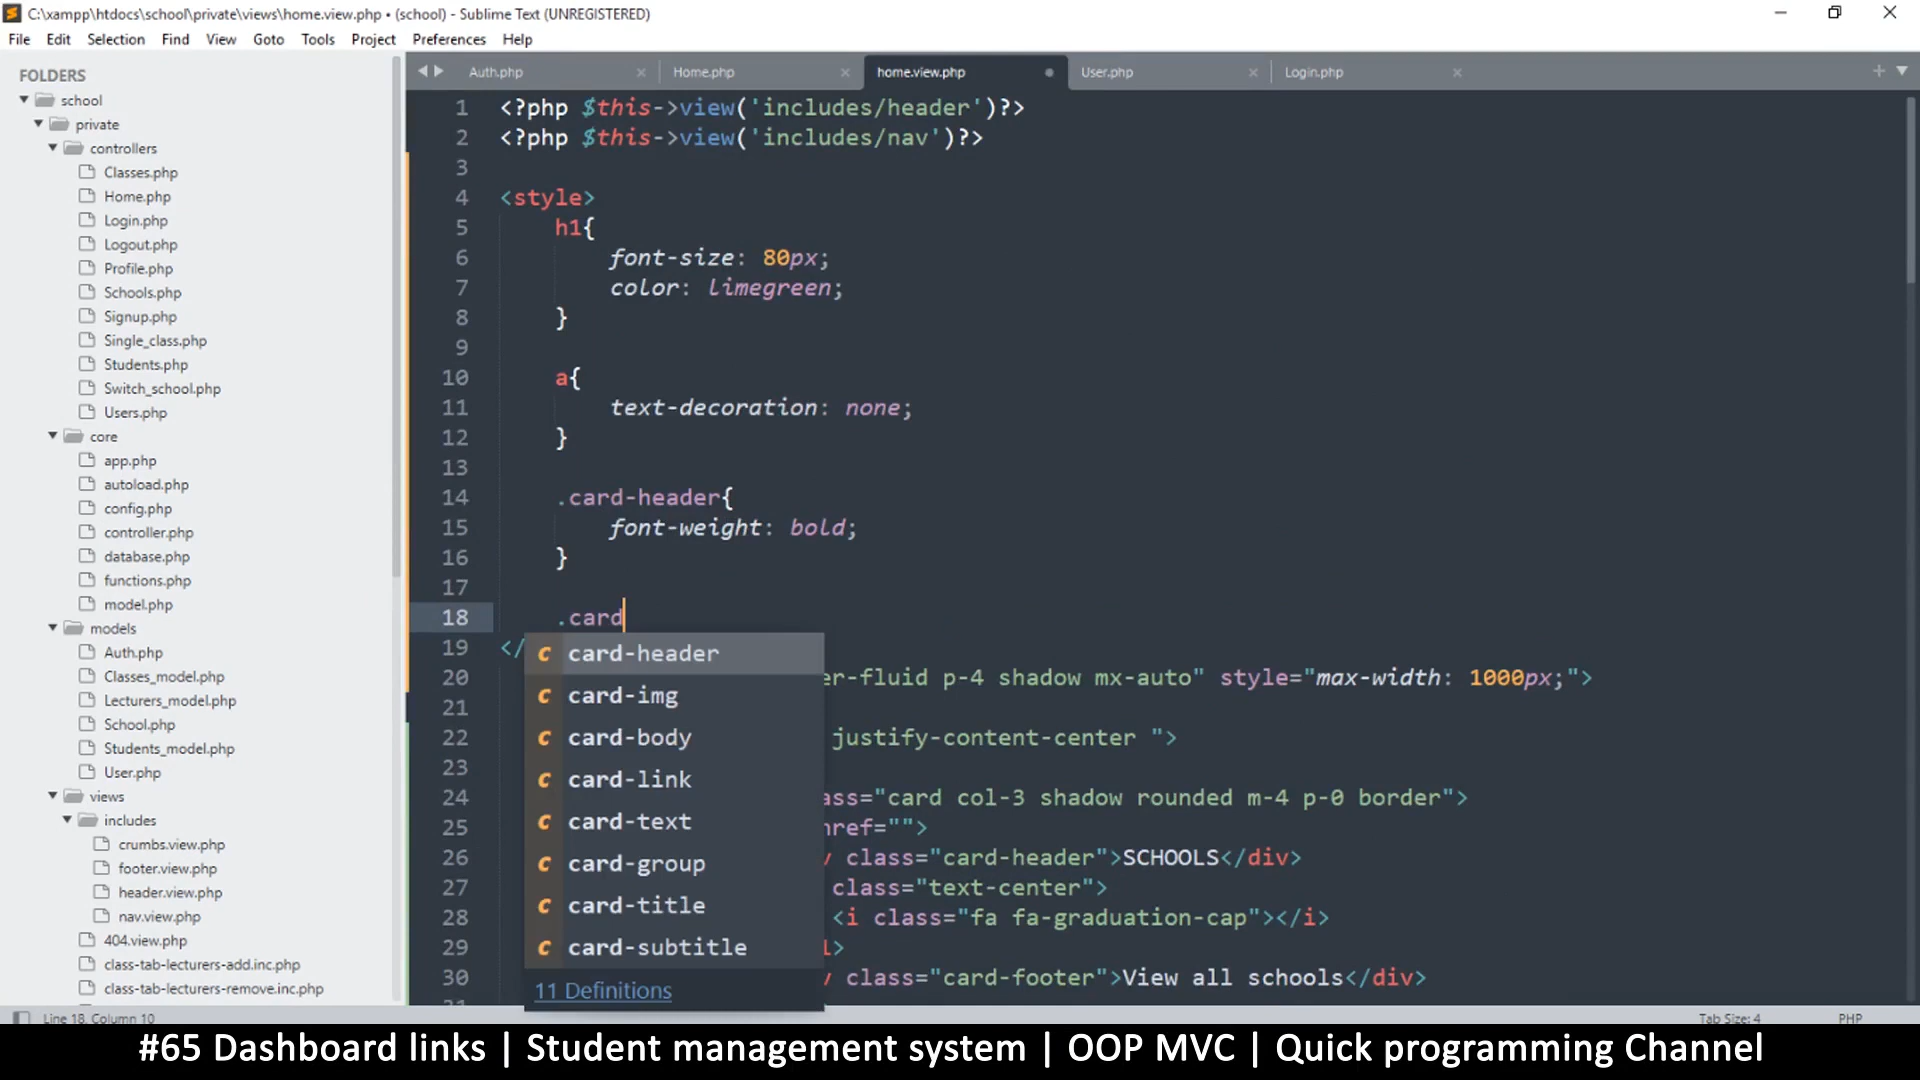 C:\xampp\htdocs\school\private\views\home.view.php • (school) - Sublime Text (UNREGISTERED)
File Edit Selection Find View Goto Tools Project Preferences Help
FOLDERS
school
private
controllers
Classes.php
Home.php
Login.php
Logout.php
Profile.php
Schools.php
Signup.php
Single_class.php
Students.php
Switch_school.php
Users.php
core
app.php
autoload.php
config.php
controller.php
database.php
functions.php
model.php
models
Auth.php
Classes_model.php
Lecturers_model.php
School.php
Students_model.php
User.php
views
includes
crumbs.view.php
footer.view.php
header.view.php
nav.view.php
404.view.php
class-tab-lecturers-add.inc.php
class-tab-lecturers-remove.inc.php
Auth.php Home.php home.view.php User.php Login.php
1 <?php $this->view('includes/header')?>
2 <?php $this->view('includes/nav')?>
3
4 <style>
5 h1{
6 font-size: 80px;
7 color: limegreen;
8 }
9
10 a{
11 text-decoration: none;
12 }
13
14 .card-header{
15 font-weight: bold;
16 }
17
18 .card
19 </
20 er-fluid p-4 shadow mx-auto" style="max-width: 1000px;">
21
22 justify-content-center ">
23
24 ass="card col-3 shadow rounded m-4 p-0 border">
25 href="">
26 class="card-header">SCHOOLS</div>
27 class="text-center">
28 <i class="fa fa-graduation-cap"></i>
29 >
30 class="card-footer">View all schools</div>
c card-header
c card-img
c card-body
c card-link
c card-text
c card-group
c card-title
c card-subtitle
11 Definitions
Line 18, Column 10 Tab Size: 4 PHP
#65 Dashboard links | Student management system | OOP MVC | Quick programming Channel